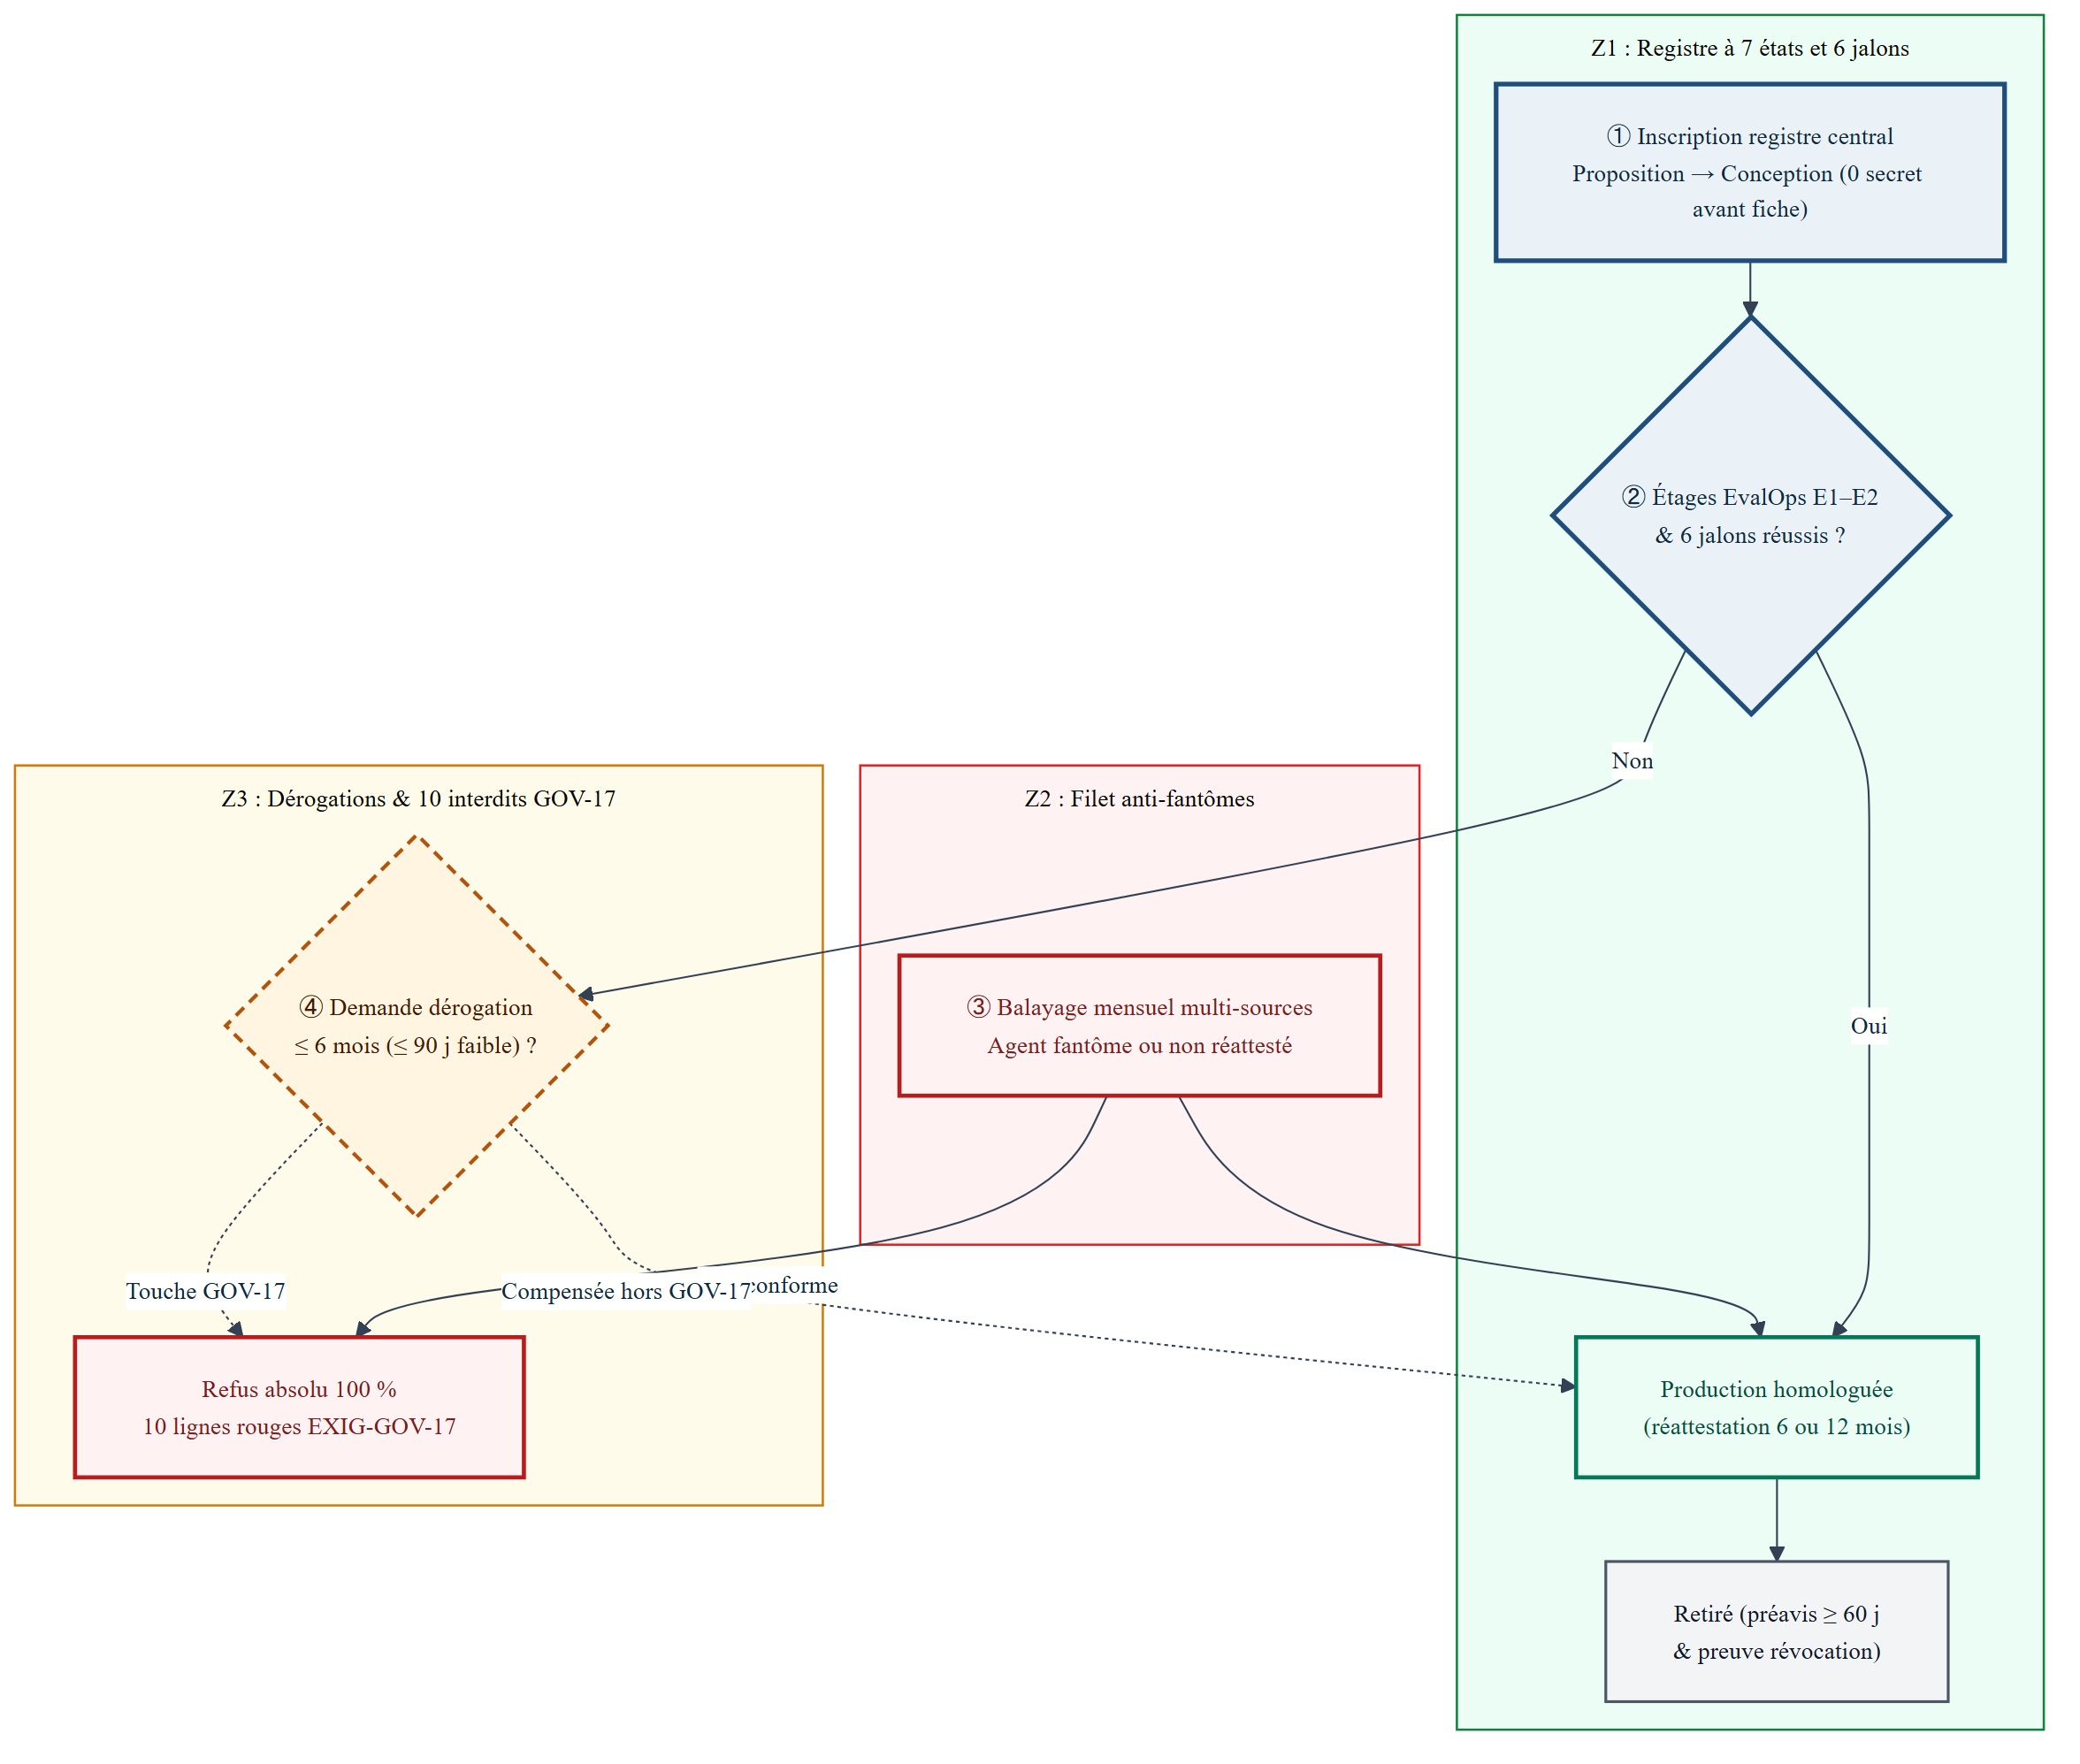 Z1 : Registre à 7 états et 6 jalons
① Inscription registre central
Proposition → Conception (0 secret
avant fiche)
② Étages EvalOps E1–E2
& 6 jalons réussis ?
Non
Oui
Z3 : Dérogations & 10 interdits GOV-17
④ Demande dérogation
≤ 6 mois (≤ 90 j faible) ?
Z2 : Filet anti-fantômes
③ Balayage mensuel multi-sources
Agent fantôme ou non réattesté
Touche GOV-17
Compensée hors GOV-17
Refus absolu 100 %
10 lignes rouges EXIG-GOV-17
Production homologuée
(réattestation 6 ou 12 mois)
Retiré (préavis ≥ 60 j
& preuve révocation)